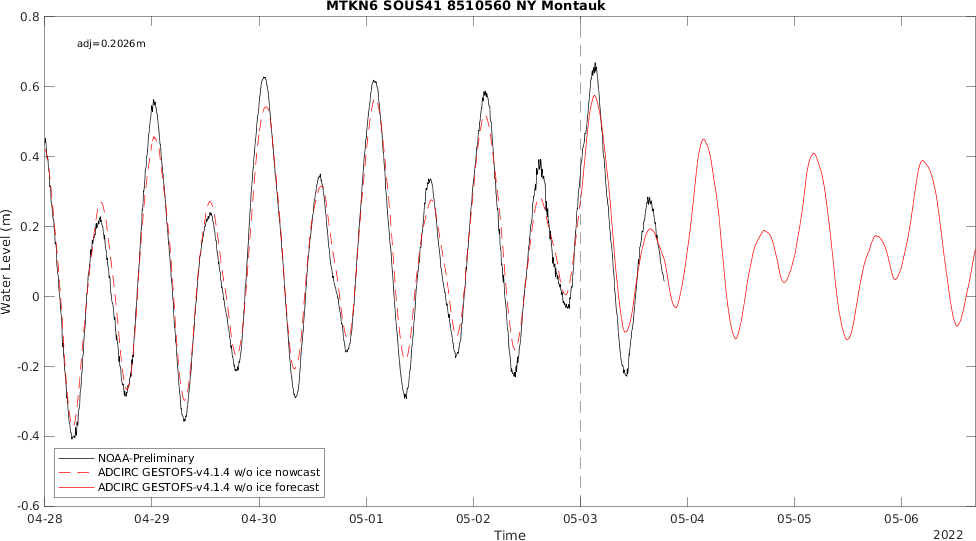 MTKN6 SOUS41 8510560 NY Montauk
adj=0.2026m
0.8
0.6
0.4
0.2
0
-0.2
-0.4
-0.6
Water Level (m)
NOAA-Preliminary
ADCIRC GESTOFS-v4.1.4 w/o ice nowcast
ADCIRC GESTOFS-v4.1.4 w/o ice forecast
04-28 04-29 04-30 05-01 05-02 05-03 05-04 05-05 05-06
Time
2022